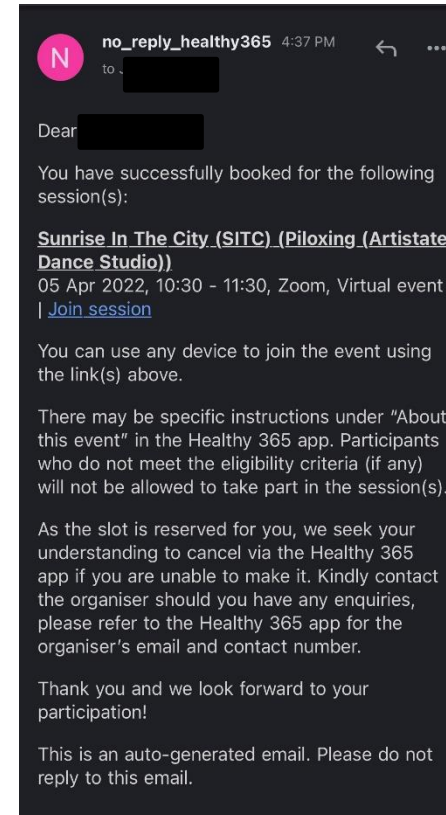 N
no_reply_healthy365 4:37 PM
to
Dear
You have successfully booked for the following
session(s):
Sunrise In The City (SITC) (Piloxing (Artistate
Dance Studio))
05 Apr 2022, 10:30 - 11:30, Zoom, Virtual event
| Join session
You can use any device to join the event using
the link(s) above.
There may be specific instructions under "About
this event" in the Healthy 365 app. Participants
who do not meet the eligibility criteria (if any)
will not be allowed to take part in the session(s).
As the slot is reserved for you, we seek your
understanding to cancel via the Healthy 365
app if you are unable to make it. Kindly contact
the organiser should you have any enquiries,
please refer to the Healthy 365 app for the
organiser's email and contact number.
Thank you and we look forward to your
participation!
This is an auto-generated email. Please do not
reply to this email.